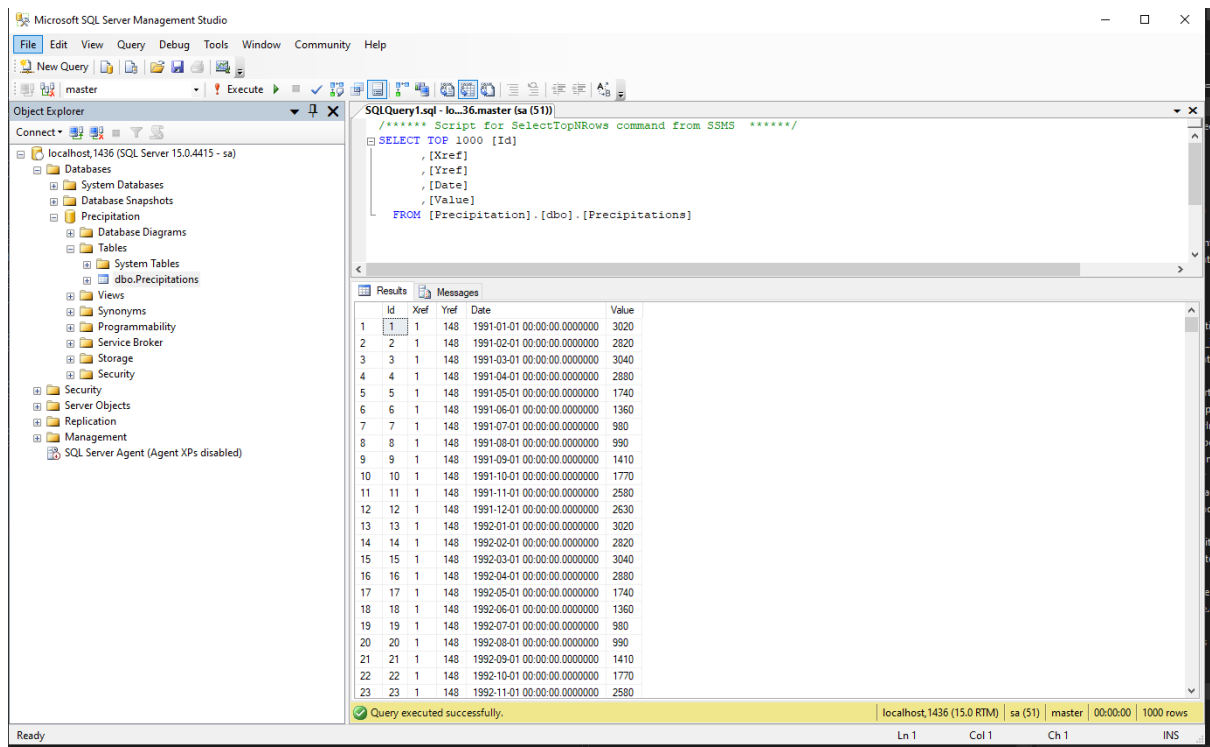 Microsoft SQL Server Management Studio
File Edit View Query Debug Tools Window Community Help
New Query
master Execute
Object Explorer
Connect
localhost,1436 (SQL Server 15.0.4415 - sa)
Databases
System Databases
Database Snapshots
Precipitation
Database Diagrams
Tables
System Tables
dbo.Precipitations
Views
Synonyms
Programmability
Service Broker
Storage
Security
Security
Server Objects
Replication
Management
SQL Server Agent (Agent XPs disabled)
SQLQuery1.sql - lo...36.master (sa (51))
/****** Script for SelectTopNRows command from SSMS ******/
SELECT TOP 1000 [Id]
,[Xref]
,[Yref]
,[Date]
,[Value]
FROM [Precipitation].[dbo].[Precipitations]
Results Messages
Id Xref Yref Date Value
1 1 1 148 1991-01-01 00:00:00.0000000 3020
2 2 1 148 1991-02-01 00:00:00.0000000 2820
3 3 1 148 1991-03-01 00:00:00.0000000 3040
4 4 1 148 1991-04-01 00:00:00.0000000 2880
5 5 1 148 1991-05-01 00:00:00.0000000 1740
6 6 1 148 1991-06-01 00:00:00.0000000 1360
7 7 1 148 1991-07-01 00:00:00.0000000 980
8 8 1 148 1991-08-01 00:00:00.0000000 990
9 9 1 148 1991-09-01 00:00:00.0000000 1410
10 10 1 148 1991-10-01 00:00:00.0000000 1770
11 11 1 148 1991-11-01 00:00:00.0000000 2580
12 12 1 148 1991-12-01 00:00:00.0000000 2630
13 13 1 148 1992-01-01 00:00:00.0000000 3020
14 14 1 148 1992-02-01 00:00:00.0000000 2820
15 15 1 148 1992-03-01 00:00:00.0000000 3040
16 16 1 148 1992-04-01 00:00:00.0000000 2880
17 17 1 148 1992-05-01 00:00:00.0000000 1740
18 18 1 148 1992-06-01 00:00:00.0000000 1360
19 19 1 148 1992-07-01 00:00:00.0000000 980
20 20 1 148 1992-08-01 00:00:00.0000000 990
21 21 1 148 1992-09-01 00:00:00.0000000 1410
22 22 1 148 1992-10-01 00:00:00.0000000 1770
23 23 1 148 1992-11-01 00:00:00.0000000 2580
Query executed successfully. localhost,1436 (15.0 RTM) sa (51) master 00:00:00 1000 rows
Ready Ln 1 Col 1 Ch 1 INS